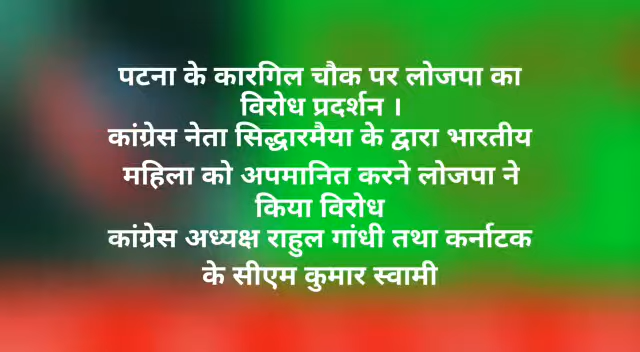 पटना के कारगिल चौक पर लोजपा का
विरोध प्रदर्शन ।
कांग्रेस नेता सिद्धारमैया के द्वारा भारतीय
महिला को अपमानित करने लोजपा ने
किया विरोध
कांग्रेस अध्यक्ष राहुल गांधी तथा कर्नाटक
के सीएम कुमार स्वामी